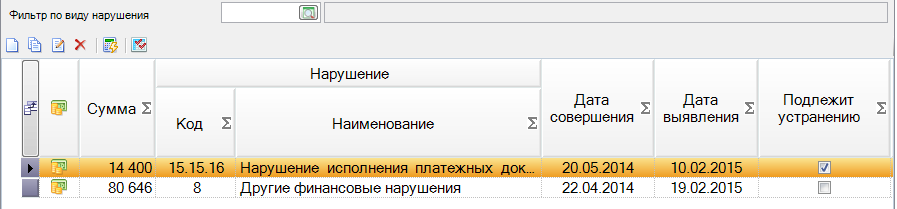 Фильтр по виду нарушения
Нарушение
Сумма Σ Код Σ Наименование Σ Дата совершения Σ Дата выявления Σ Подлежит устранению Σ
14 400 15.15.16 Нарушение исполнения платежных док... 20.05.2014 10.02.2015
80 646 8 Другие финансовые нарушения 22.04.2014 19.02.2015